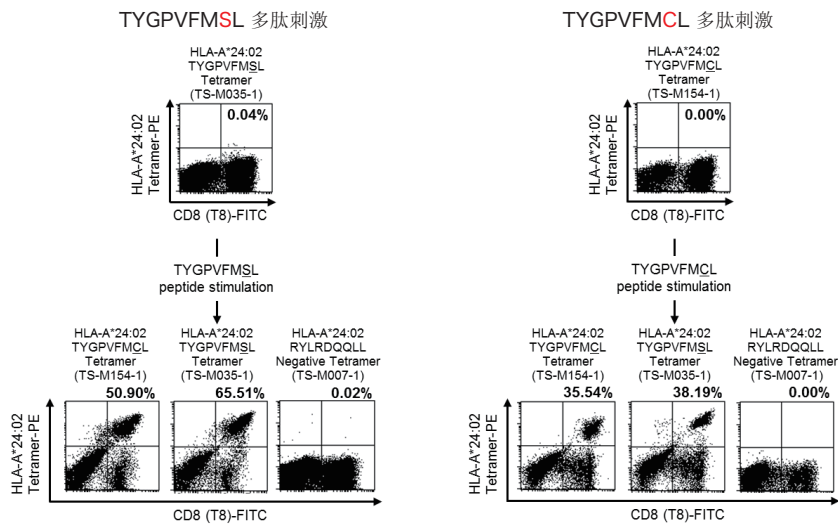 TYGPVFMSL 多肽刺激
HLA-A*24:02
TYGPVFMSL
Tetramer
(TS-M035-1)
0.04%
HLA-A*24:02
Tetramer-PE
CD8 (T8)-FITC
TYGPVFMSL
peptide stimulation
HLA-A*24:02
TYGPVFMCL
Tetramer
(TS-M154-1)
50.90%
HLA-A*24:02
TYGPVFMSL
Tetramer
(TS-M035-1)
65.51%
HLA-A*24:02
RYLRDQQLL
Negative Tetramer
(TS-M007-1)
0.02%
HLA-A*24:02
Tetramer-PE
CD8 (T8)-FITC
TYGPVFMCL 多肽刺激
HLA-A*24:02
TYGPVFMCL
Tetramer
(TS-M154-1)
0.00%
HLA-A*24:02
Tetramer-PE
CD8 (T8)-FITC
TYGPVFMCL
peptide stimulation
HLA-A*24:02
TYGPVFMCL
Tetramer
(TS-M154-1)
35.54%
HLA-A*24:02
TYGPVFMSL
Tetramer
(TS-M035-1)
38.19%
HLA-A*24:02
RYLRDQQLL
Negative Tetramer
(TS-M007-1)
0.00%
HLA-A*24:02
Tetramer-PE
CD8 (T8)-FITC